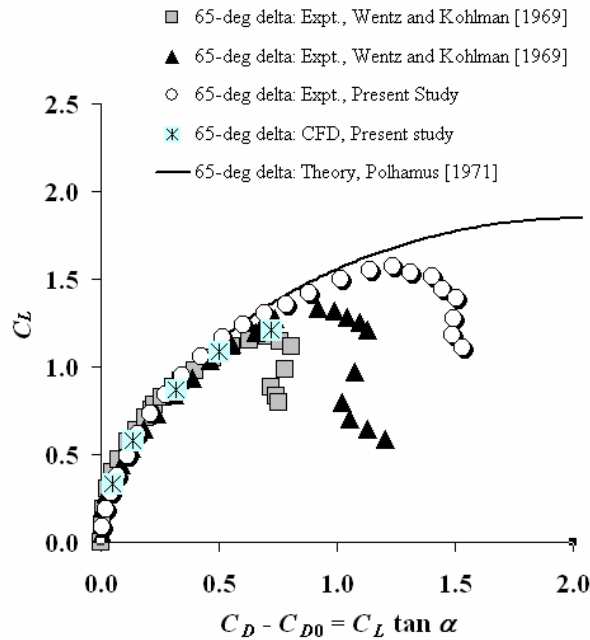 65-deg delta: Expt., Wentz and Kohlman [1969]
65-deg delta: Expt., Wentz and Kohlman [1969]
65-deg delta: Expt., Present Study
65-deg delta: CFD, Present study
65-deg delta: Theory, Polhamus [1971]
2.5
2.0
1.5
1.0
0.5
0.0
C_L
0.0 0.5 1.0 1.5 2.0
C_D - C_D0 = C_L tan α